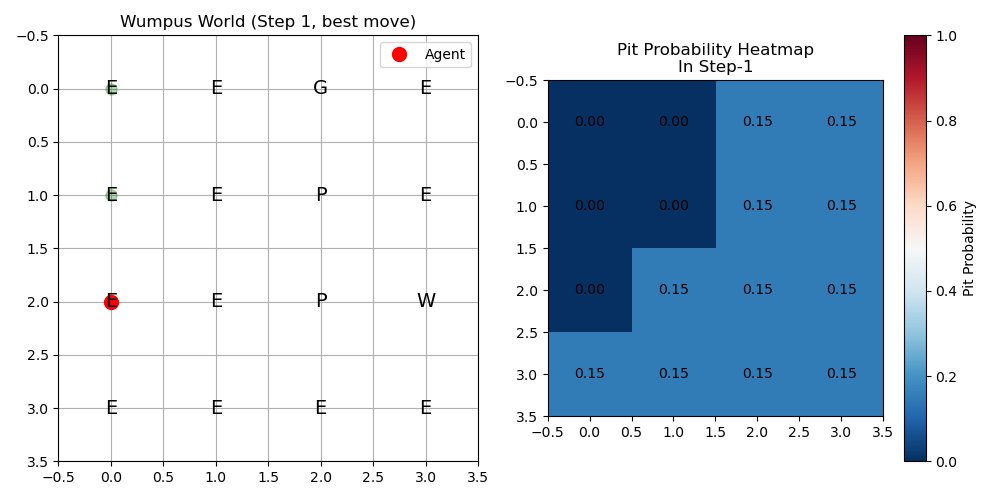 Wumpus World (Step 1, best move)
Agent
−0.5
0.0
0.5
1.0
1.5
2.0
2.5
3.0
3.5
E E G E
E E P E
E E P W
E E E E
−0.5 0.0 0.5 1.0 1.5 2.0 2.5 3.0 3.5
Pit Probability Heatmap
In Step-1
−0.5
0.0
0.5
1.0
1.5
2.0
2.5
3.0
3.5
0.00 0.00 0.15 0.15
0.00 0.00 0.15 0.15
0.00 0.15 0.15 0.15
0.15 0.15 0.15 0.15
−0.5 0.0 0.5 1.0 1.5 2.0 2.5 3.0 3.5
1.0
0.8
0.6
0.4
0.2
0.0
Pit Probability